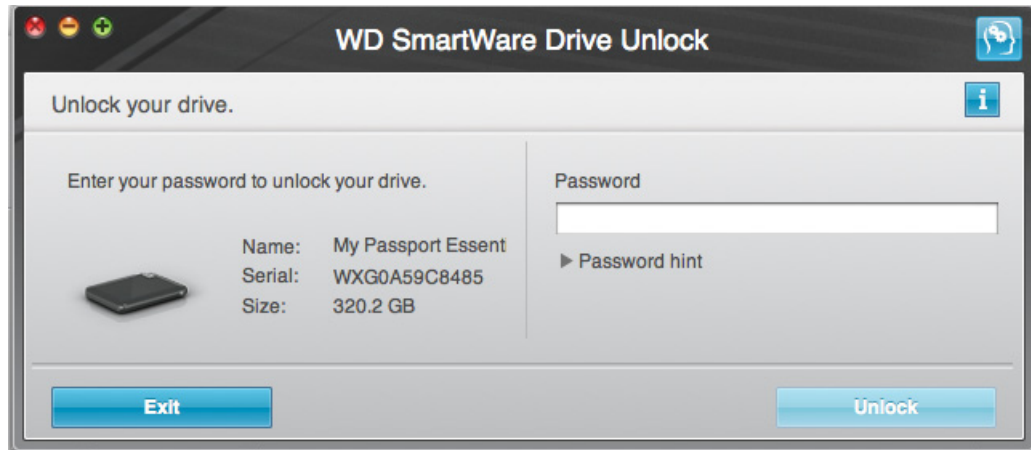 WD SmartWare Drive Unlock
Unlock your drive.
i
Enter your password to unlock your drive.
Name: My Passport Essenti
Serial: WXG0A59C8485
Size: 320.2 GB
Password
Password hint
Exit
Unlock